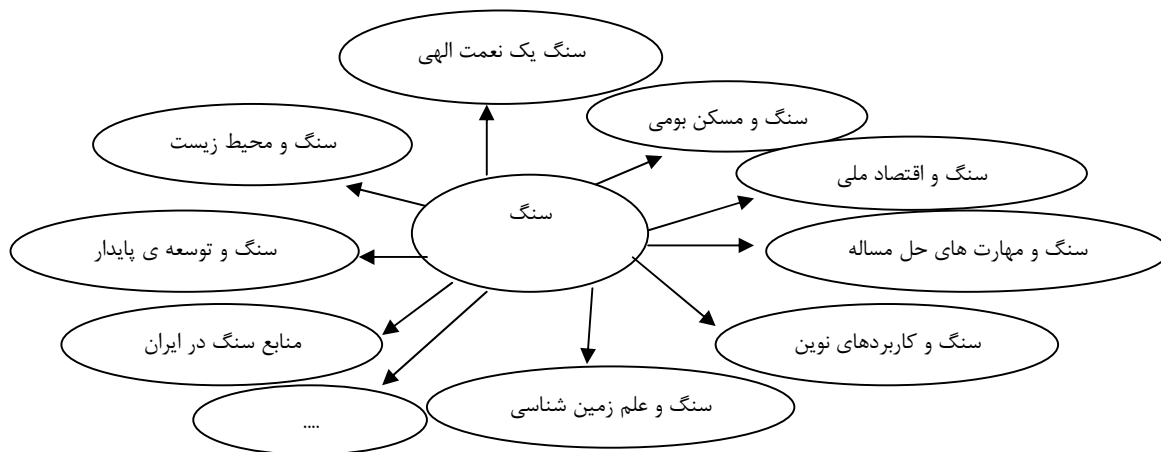 سنگ یک نعمت الهی
سنگ و مسکن بومی
سنگ و محیط زیست
سنگ و اقتصاد ملی
سنگ
سنگ و مهارت های حل مساله
سنگ و توسعه ی پایدار
سنگ و کاربردهای نوین
منابع سنگ در ایران
سنگ و علم زمین شناسی
....